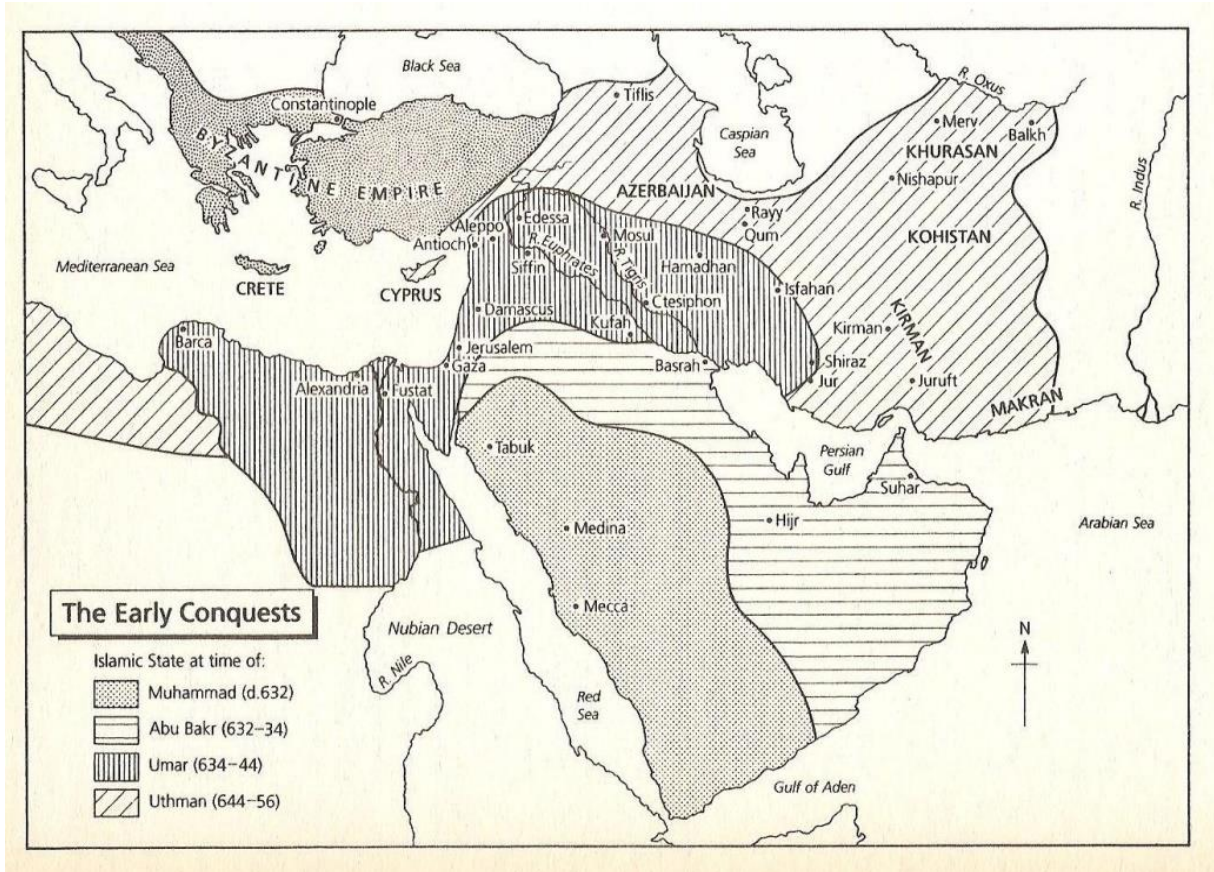 Black Sea
R. Oxus
Constantinople
Tiflis
Caspian
Sea
Merv
Balkh
KHURASAN
Nishapur
BYZANTINE EMPIRE
AZERBAIJAN
R. Indus
Rayy
Qum
Edessa
Aleppo
Antioch
R. Euphrates
Mosul
R. Tigris
KOHISTAN
Mediterranean Sea
Siffin
Hamadhan
CRETE
CYPRUS
Isfahan
Ctesiphon
Damascus
Kufah
KIRMAN
Kirman
Barca
Jerusalem
Gaza
Basrah
Shiraz
Jur
Juruft
Alexandria
Fustat
MAKRAN
Tabuk
Persian
Gulf
Suhar
Medina
Hijr
Arabian Sea
Mecca
The Early Conquests
Nubian Desert
N
Islamic State at time of:
R. Nile
Muhammad (d.632)
Red
Sea
Abu Bakr (632–34)
Umar (634–44)
Gulf of Aden
Uthman (644–56)